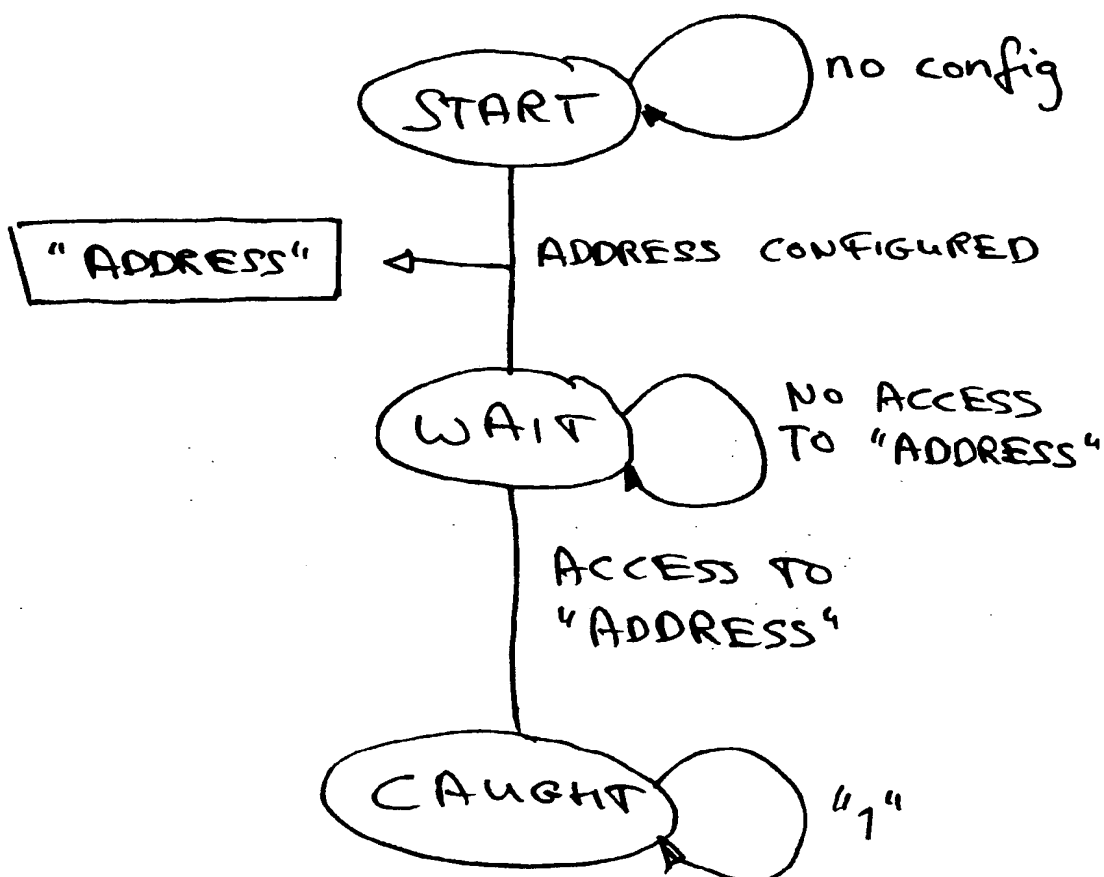 START
no config
"ADDRESS"
ADDRESS CONFIGURED
WAIT
NO ACCESS
TO "ADDRESS"
ACCESS TO
"ADDRESS"
CAUGHT
"1"